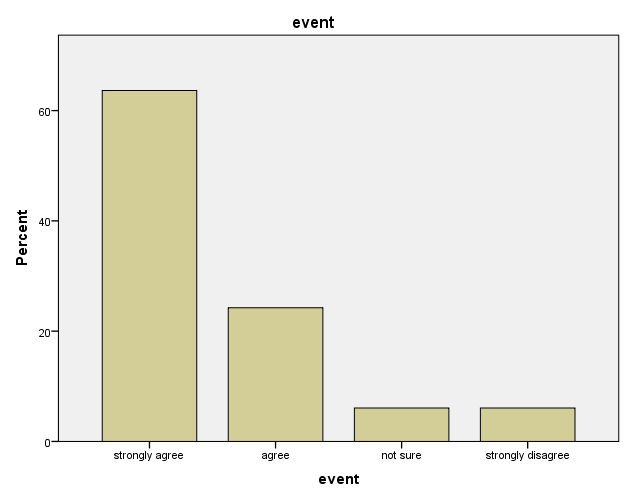 event
60
40
20
0
Percent
strongly agree
agree
not sure
strongly disagree
event